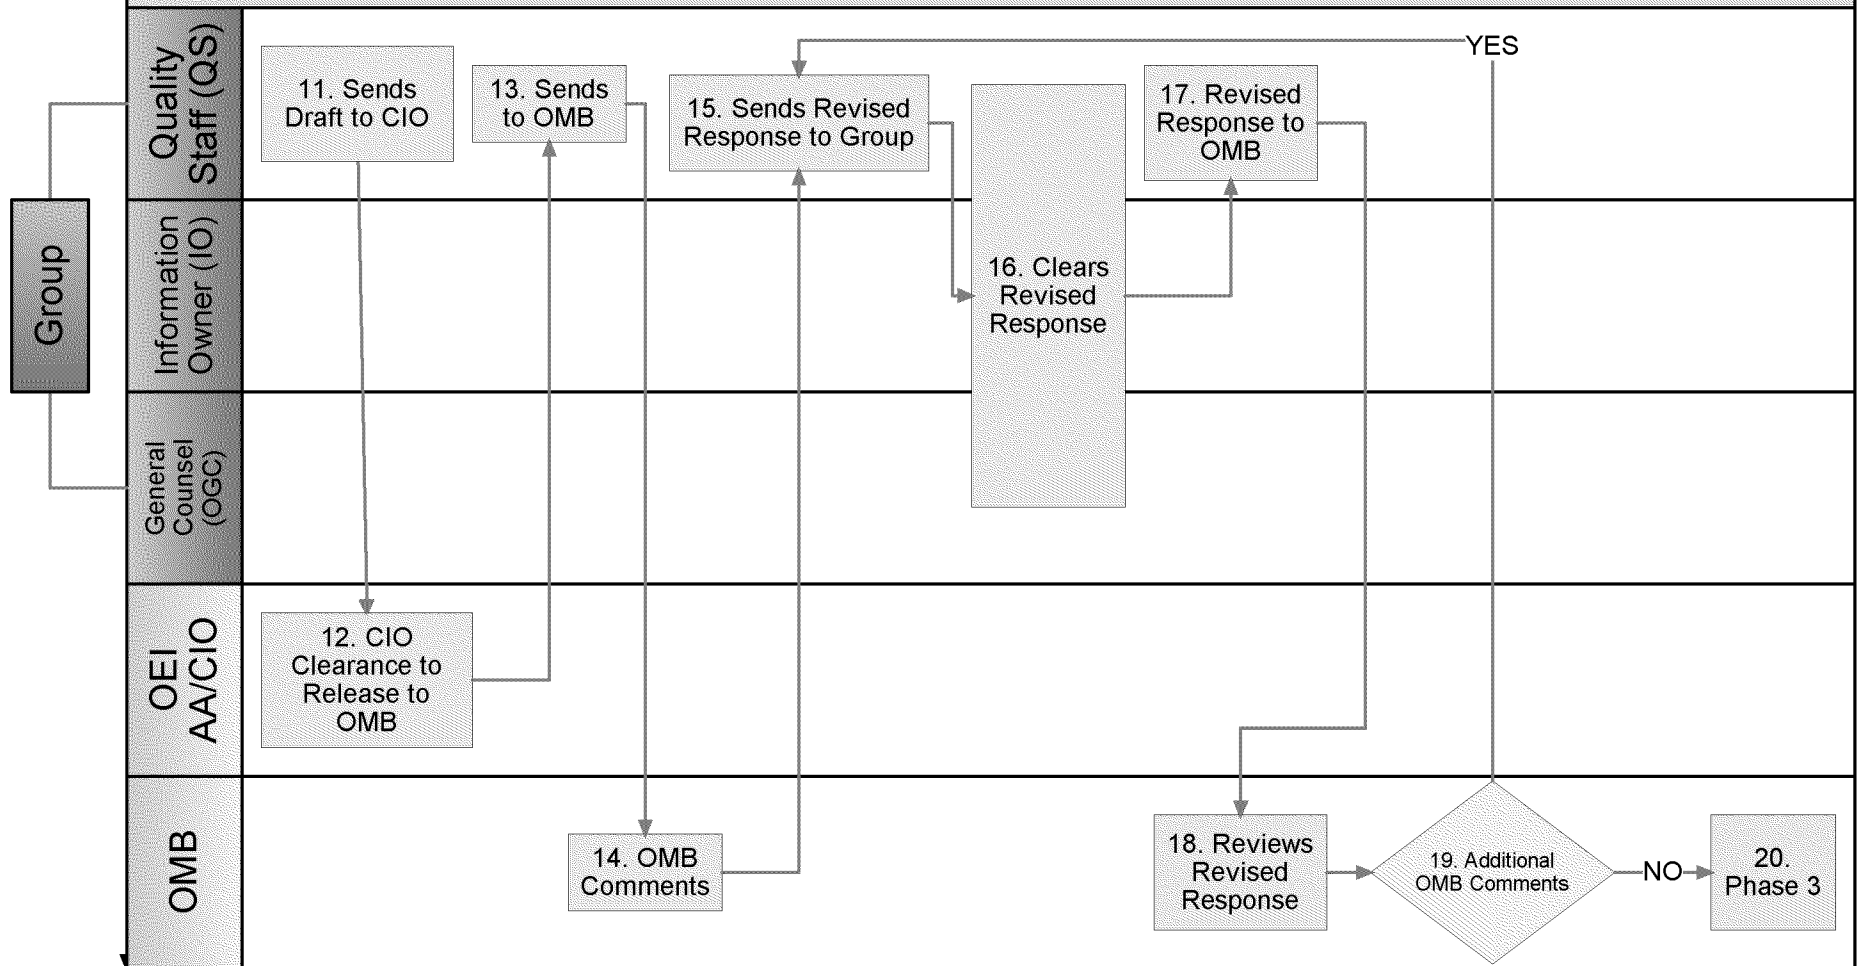 Group
Quality
Staff (QS)
Information
Owner (IO)
General
Counsel
(OGC)
OEI
AA/CIO
OMB
11. Sends
Draft to CIO
12. CIO
Clearance to
Release to
OMB
13. Sends
to OMB
14. OMB
Comments
15. Sends Revised
Response to Group
16. Clears
Revised
Response
17. Revised
Response to
OMB
18. Reviews
Revised
Response
19. Additional
OMB Comments
YES
NO
20.
Phase 3